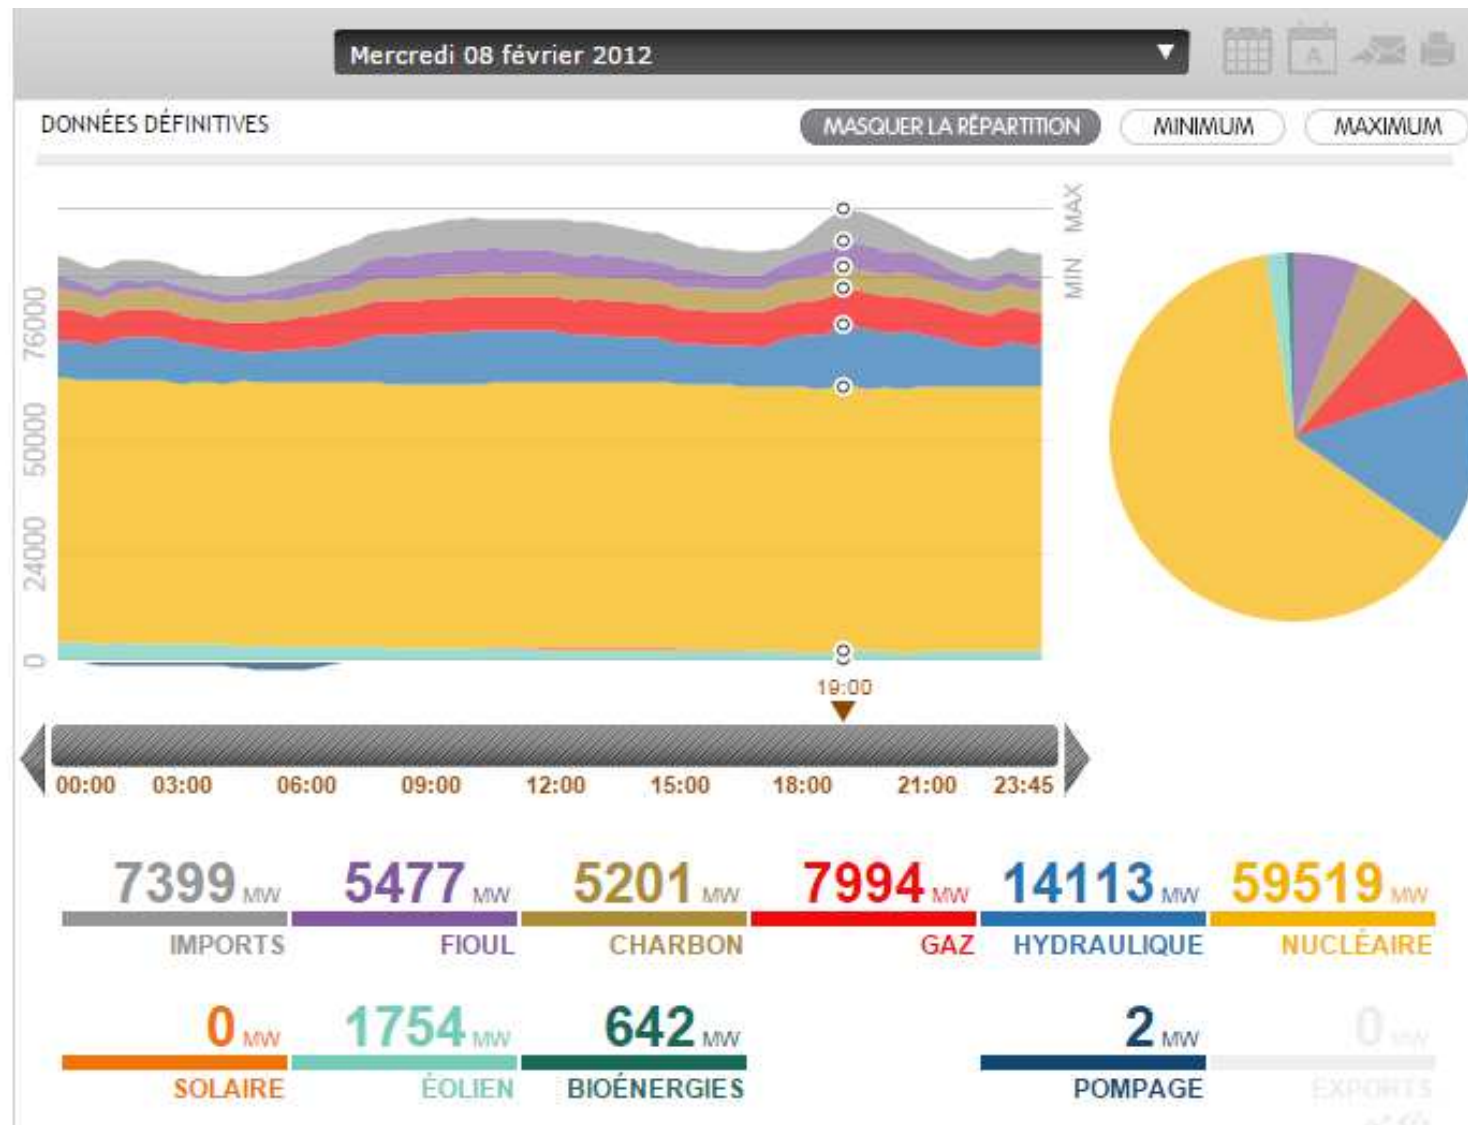 Mercredi 08 février 2012
A
DONNÉES DÉFINITIVES
MASQUER LA RÉPARTITION
MINIMUM
MAXIMUM
MAX
MIN
76000
50000
24000
0
19:00
00:00 03:00 06:00 09:00 12:00 15:00 18:00 21:00 23:45
7399 MW 5477 MW 5201 MW 7994 MW 14113 MW 59519 MW
IMPORTS FIOUL CHARBON GAZ HYDRAULIQUE NUCLÉAIRE
0 MW 1754 MW 642 MW 2 MW 0 MW
SOLAIRE ÉOLIEN BIOÉNERGIES POMPAGE EXPORTS